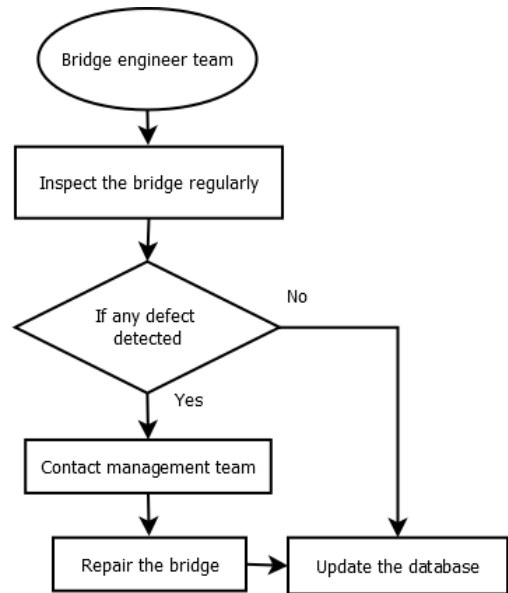 Bridge engineer team
Inspect the bridge regularly
If any defect
detected
No
Yes
Contact management team
Repair the bridge
Update the database